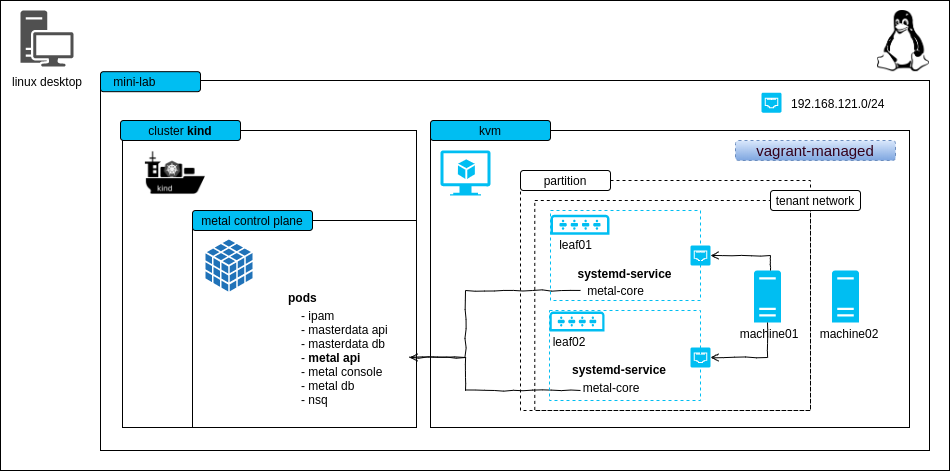 linux desktop
mini-lab
192.168.121.0/24
cluster kind
kind
metal control plane
pods
- ipam
- masterdata api
- masterdata db
- metal api
- metal console
- metal db
- nsq
kvm
vagrant-managed
partition
tenant network
leaf01
systemd-service
metal-core
leaf02
systemd-service
metal-core
machine01
machine02